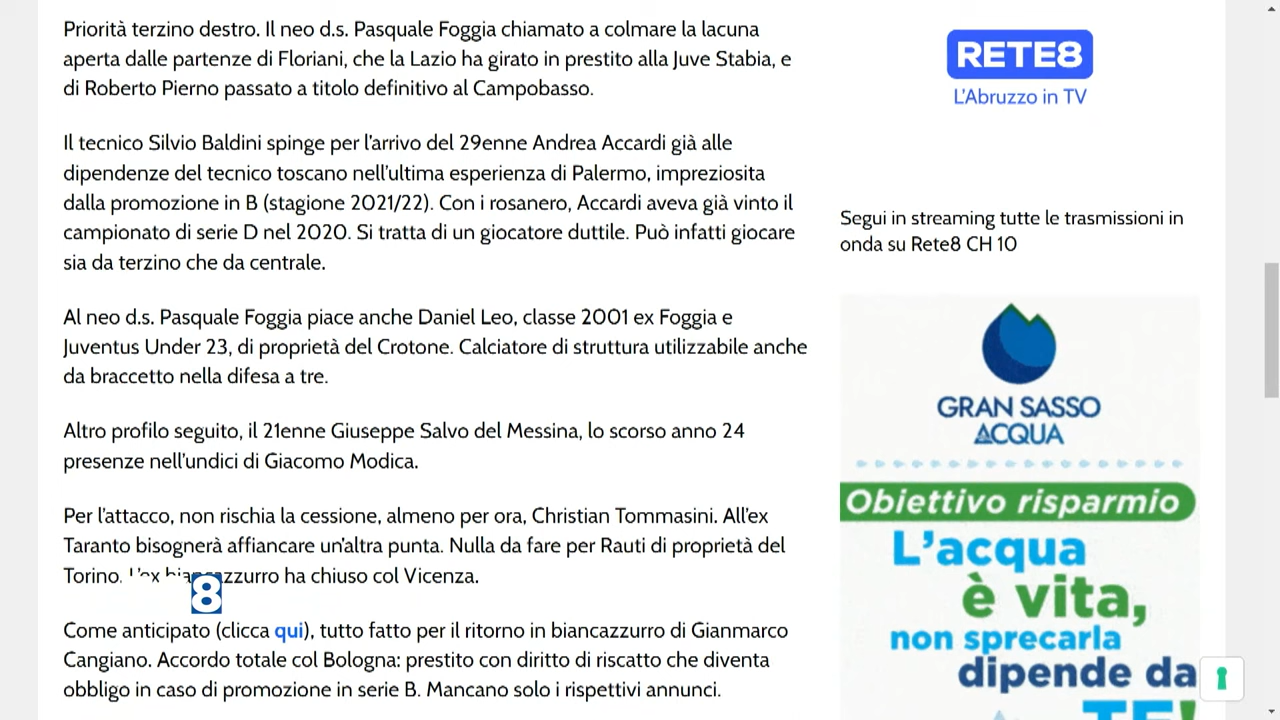 Priorità terzino destro. Il neo d.s. Pasquale Foggia chiamato a colmare la lacuna
aperta dalle partenze di Floriani, che la Lazio ha girato in prestito alla Juve Stabia, e
di Roberto Pierno passato a titolo definitivo al Campobasso.
Il tecnico Silvio Baldini spinge per l'arrivo del 29enne Andrea Accardi già alle
dipendenze del tecnico toscano nell'ultima esperienza di Palermo, impreziosita
dalla promozione in B (stagione 2021/22). Con i rosanero, Accardi aveva già vinto il
campionato di serie D nel 2020. Si tratta di un giocatore duttile. Può infatti giocare
sia da terzino che da centrale.
Al neo d.s. Pasquale Foggia piace anche Daniel Leo, classe 2001 ex Foggia e
Juventus Under 23, di proprietà del Crotone. Calciatore di struttura utilizzabile anche
da braccetto nella difesa a tre.
Altro profilo seguito, il 21enne Giuseppe Salvo del Messina, lo scorso anno 24
presenze nell'undici di Giacomo Modica.
Per l'attacco, non rischia la cessione, almeno per ora, Christian Tommasini. All'ex
Taranto bisognerà affiancare un'altra punta. Nulla da fare per Rauti di proprietà del
Torino. L'ex biancazzurro ha chiuso col Vicenza.
8
Come anticipato (clicca qui), tutto fatto per il ritorno in biancazzurro di Gianmarco
Cangiano. Accordo totale col Bologna: prestito con diritto di riscatto che diventa
obbligo in caso di promozione in serie B. Mancano solo i rispettivi annunci.
RETE8
L'Abruzzo in TV
Segui in streaming tutte le trasmissioni in
onda su Rete8 CH 10
GRAN SASSO
ACQUA
Obiettivo risparmio
L'acqua
è vita,
non sprecarla
dipende da
TE!